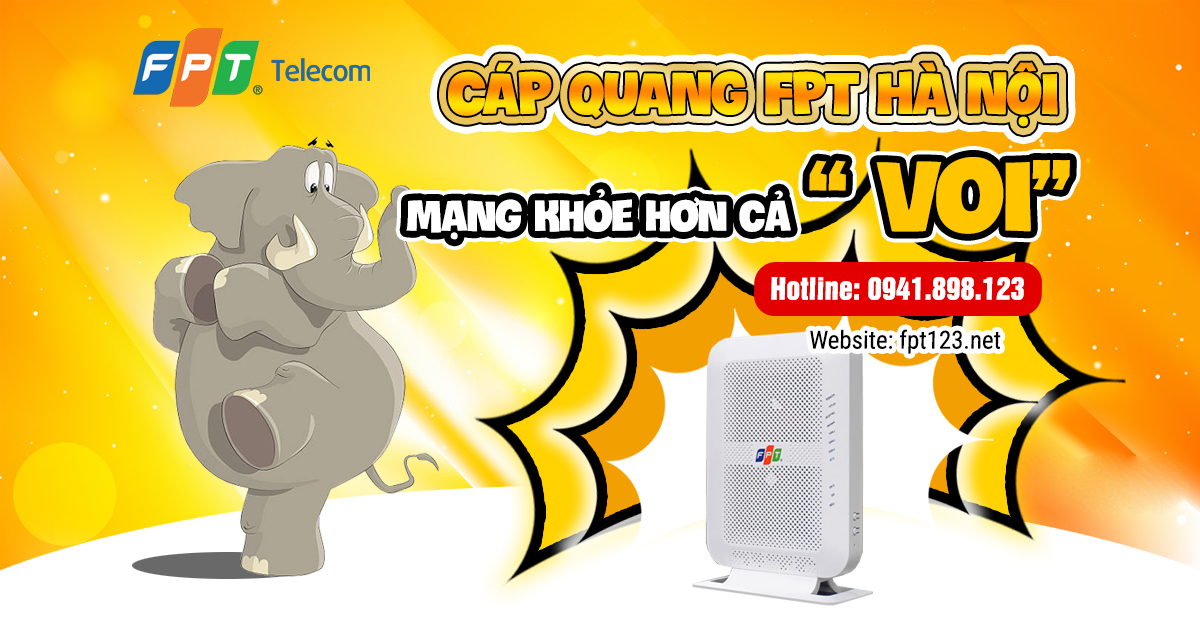 FPT® Telecom
CÁP QUANG FPT HÀ NỘI
MẠNG KHỎE HƠN CẢ “ VOI”
Hotline: 0941.898.123
Website: fpt123.net
FPT